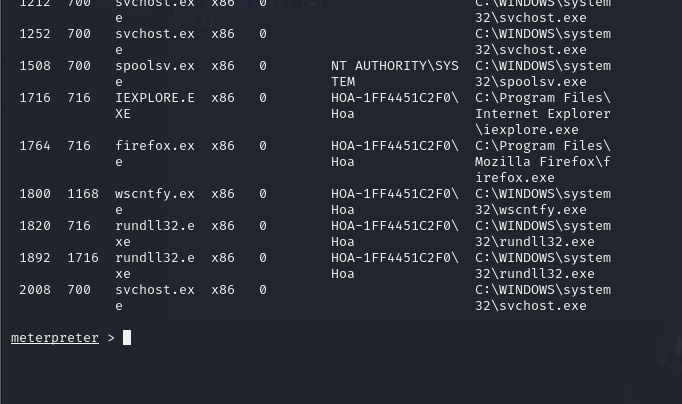 1212 700 svchost.ex x86 0 C:\WINDOWS\system
e 32\svchost.exe
1252 700 svchost.ex x86 0 C:\WINDOWS\system
e 32\svchost.exe
1508 700 spoolsv.ex x86 0 NT AUTHORITY\SYS C:\WINDOWS\system
e TEM 32\spoolsv.exe
1716 716 IEXPLORE.E x86 0 HOA-1FF4451C2F0\ C:\Program Files\
XE Hoa Internet Explorer
\iexplore.exe
1764 716 firefox.ex x86 0 HOA-1FF4451C2F0\ C:\Program Files\
e Hoa Mozilla Firefox\f
irefox.exe
1800 1168 wscntfy.ex x86 0 HOA-1FF4451C2F0\ C:\WINDOWS\system
e Hoa 32\wscntfy.exe
1820 716 rundll32.e x86 0 HOA-1FF4451C2F0\ C:\WINDOWS\system
xe Hoa 32\rundll32.exe
1892 1716 rundll32.e x86 0 HOA-1FF4451C2F0\ C:\WINDOWS\system
xe Hoa 32\rundll32.exe
2008 700 svchost.ex x86 0 C:\WINDOWS\system
e 32\svchost.exe
meterpreter >